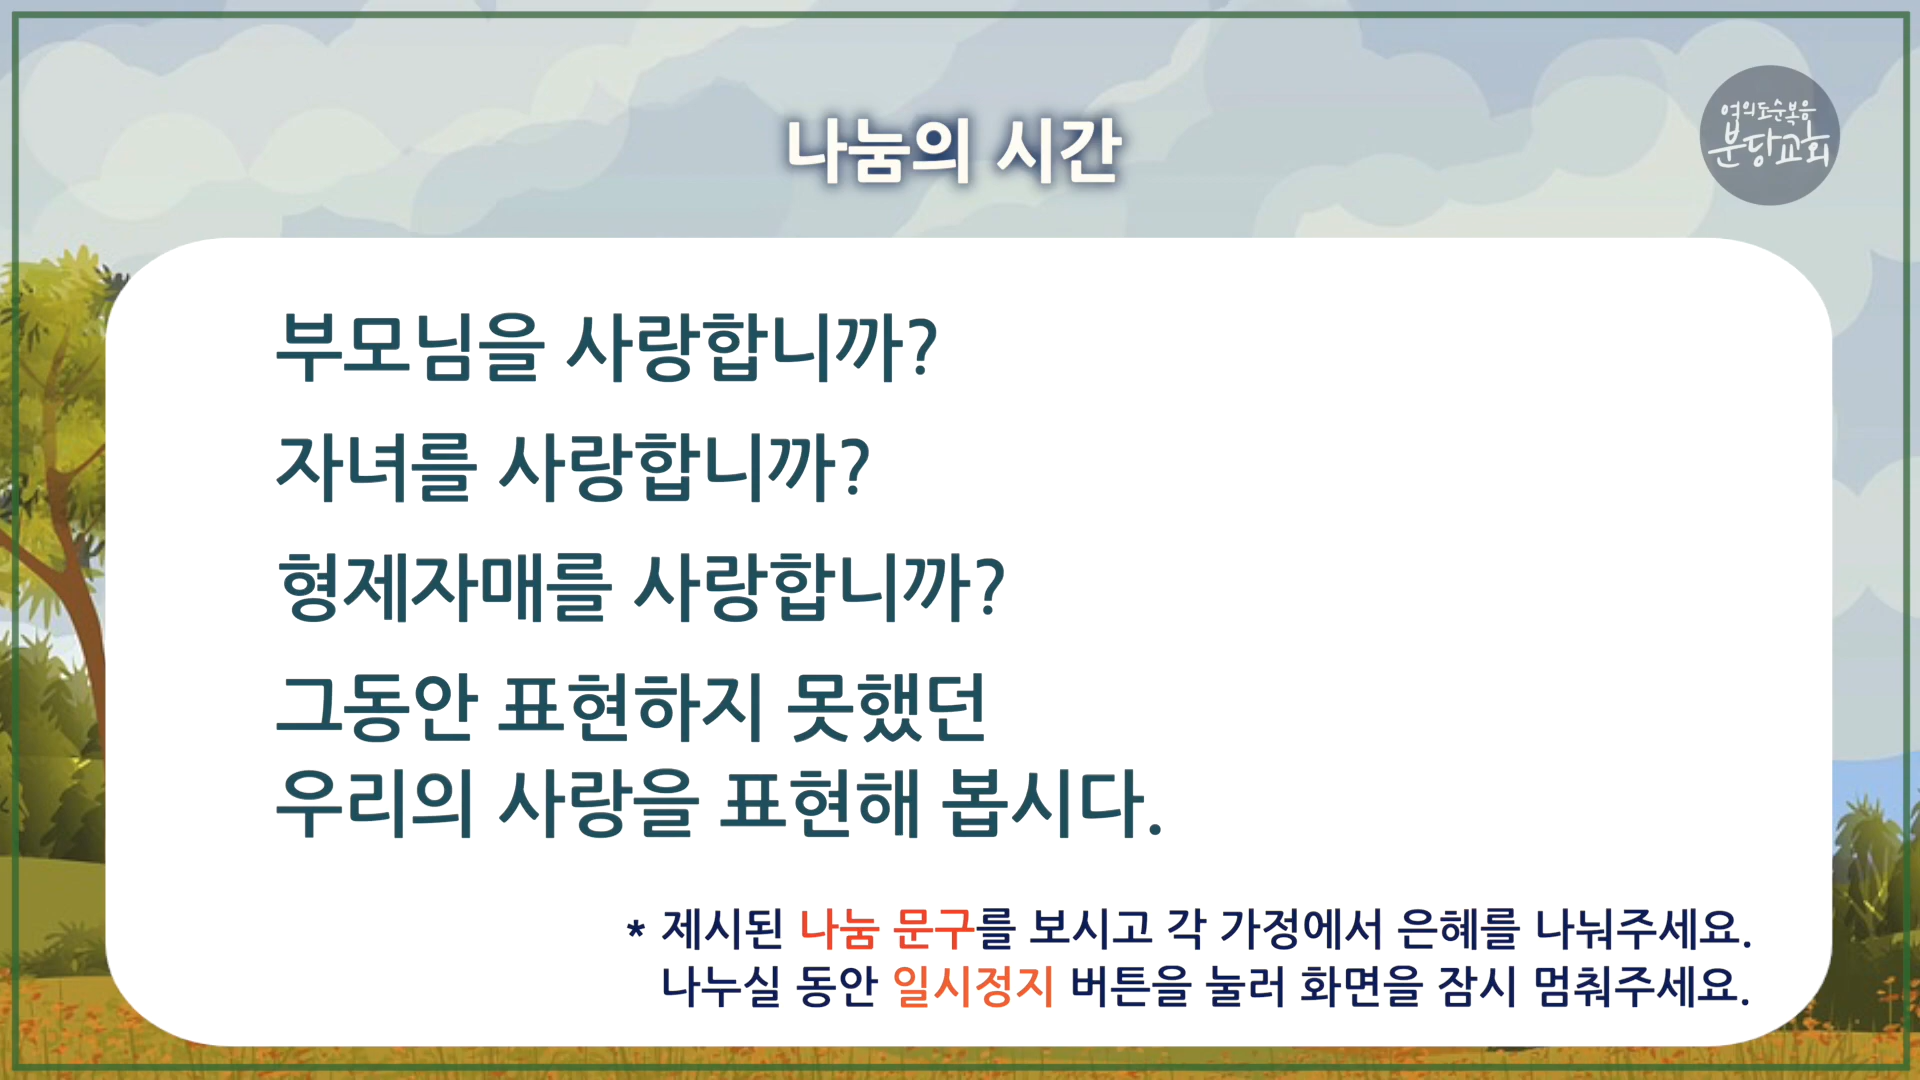 나눔의 시간
여의도순복음
분당교회
부모님을 사랑합니까?
자녀를 사랑합니까?
형제자매를 사랑합니까?
그동안 표현하지 못했던
우리의 사랑을 표현해 봅시다.
* 제시된 나눔 문구를 보시고 각 가정에서 은혜를 나눠주세요.
나누실 동안 일시정지 버튼을 눌러 화면을 잠시 멈춰주세요.